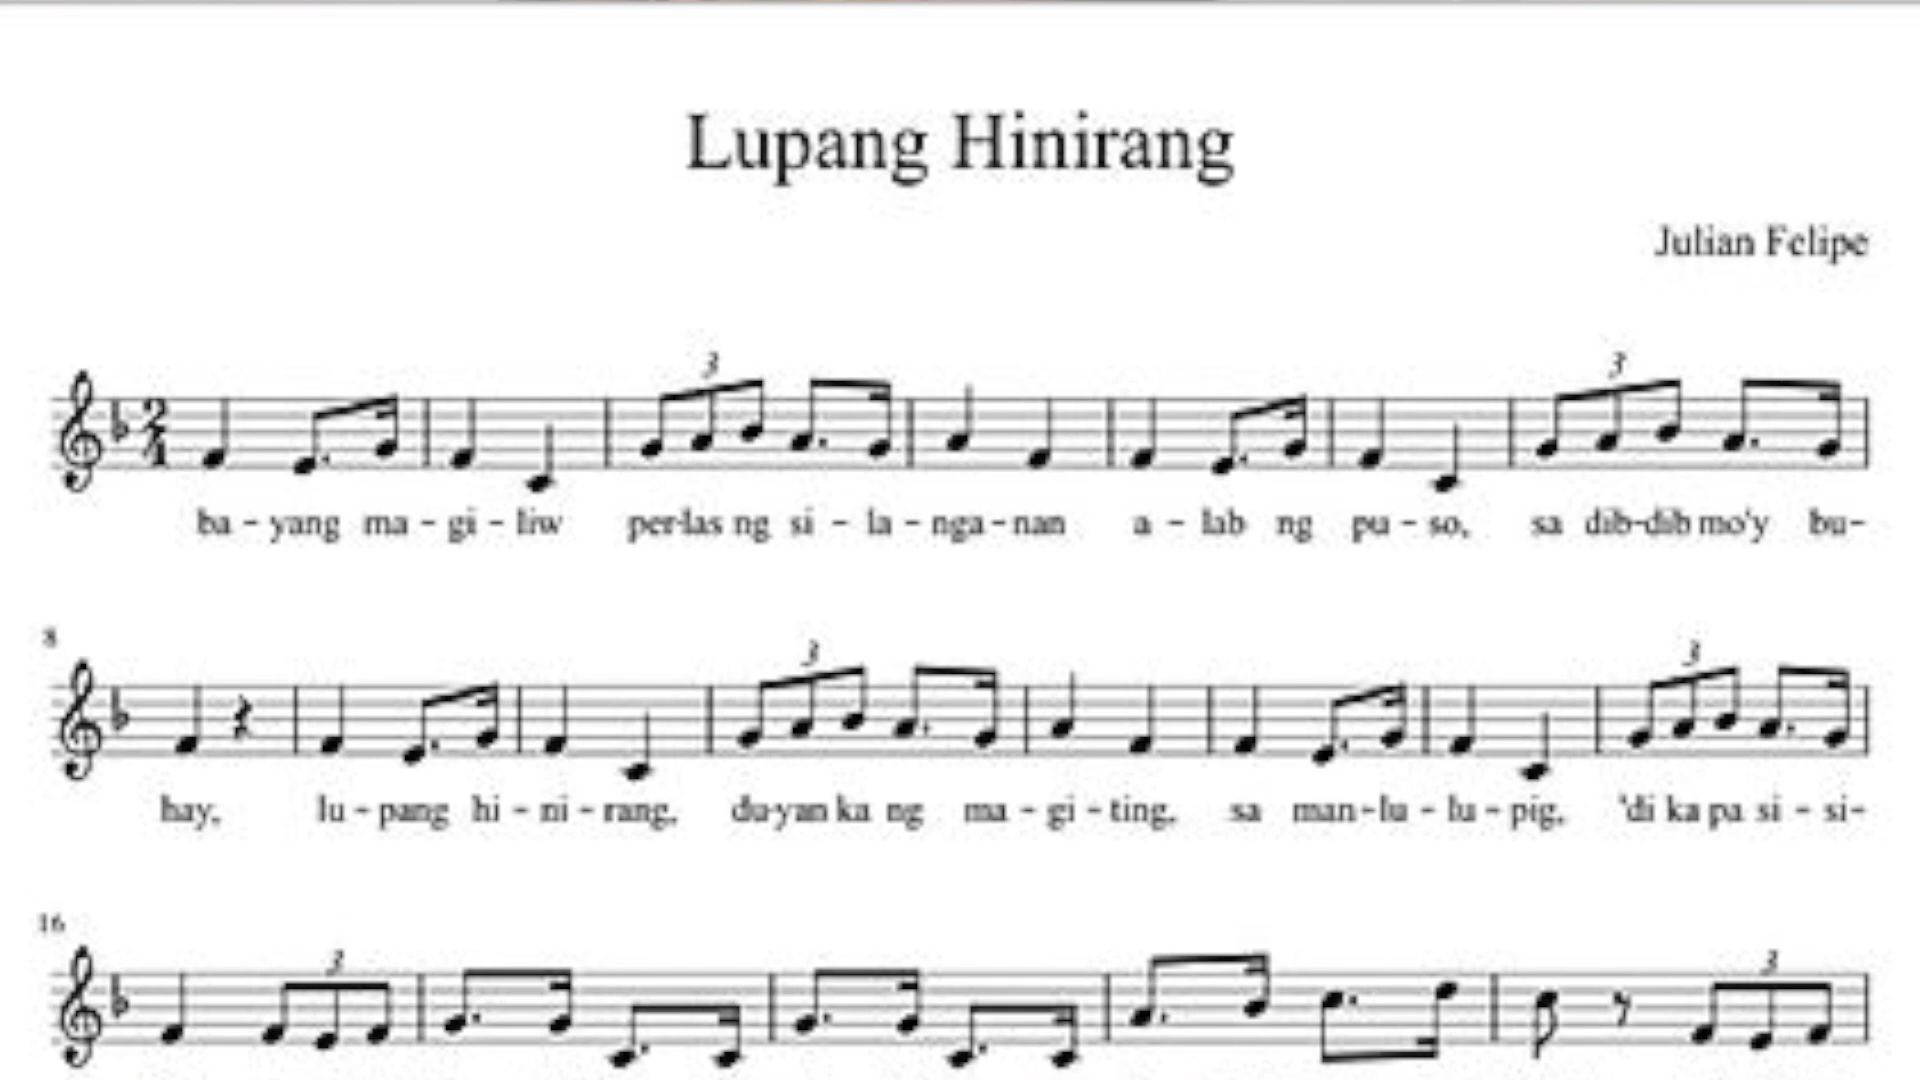 Lupang Hinirang
Julian Felipe
3 3
2
4
ba - yang ma - gi - liw per-las ng si - la - nga - nan a - lab ng pu - so, sa dib-dib mo'y bu-
8 3 3
hay, lu - pang hi - ni - rang, du-yan ka ng ma - gi - ting, sa man - lu - lu - pig, 'di ka pa si - si-
16 3 3